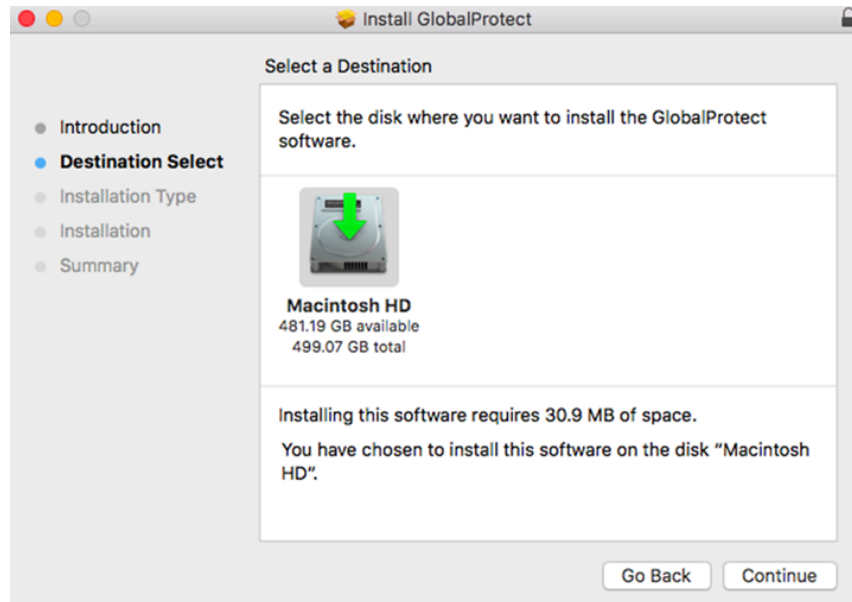 Install GlobalProtect
Select a Destination
Introduction
Destination Select
Installation Type
Installation
Summary
Select the disk where you want to install the GlobalProtect
software.
Macintosh HD
481.19 GB available
499.07 GB total
Installing this software requires 30.9 MB of space.
You have chosen to install this software on the disk “Macintosh
HD”.
Go Back
Continue